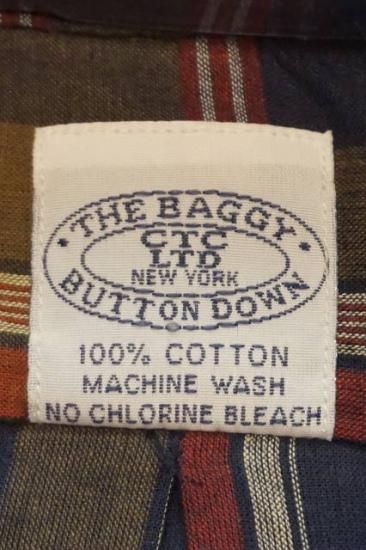 THE BAGGY
CTC
LTD
NEW YORK
BUTTON DOWN
100% COTTON
MACHINE WASH
NO CHLORINE BLEACH